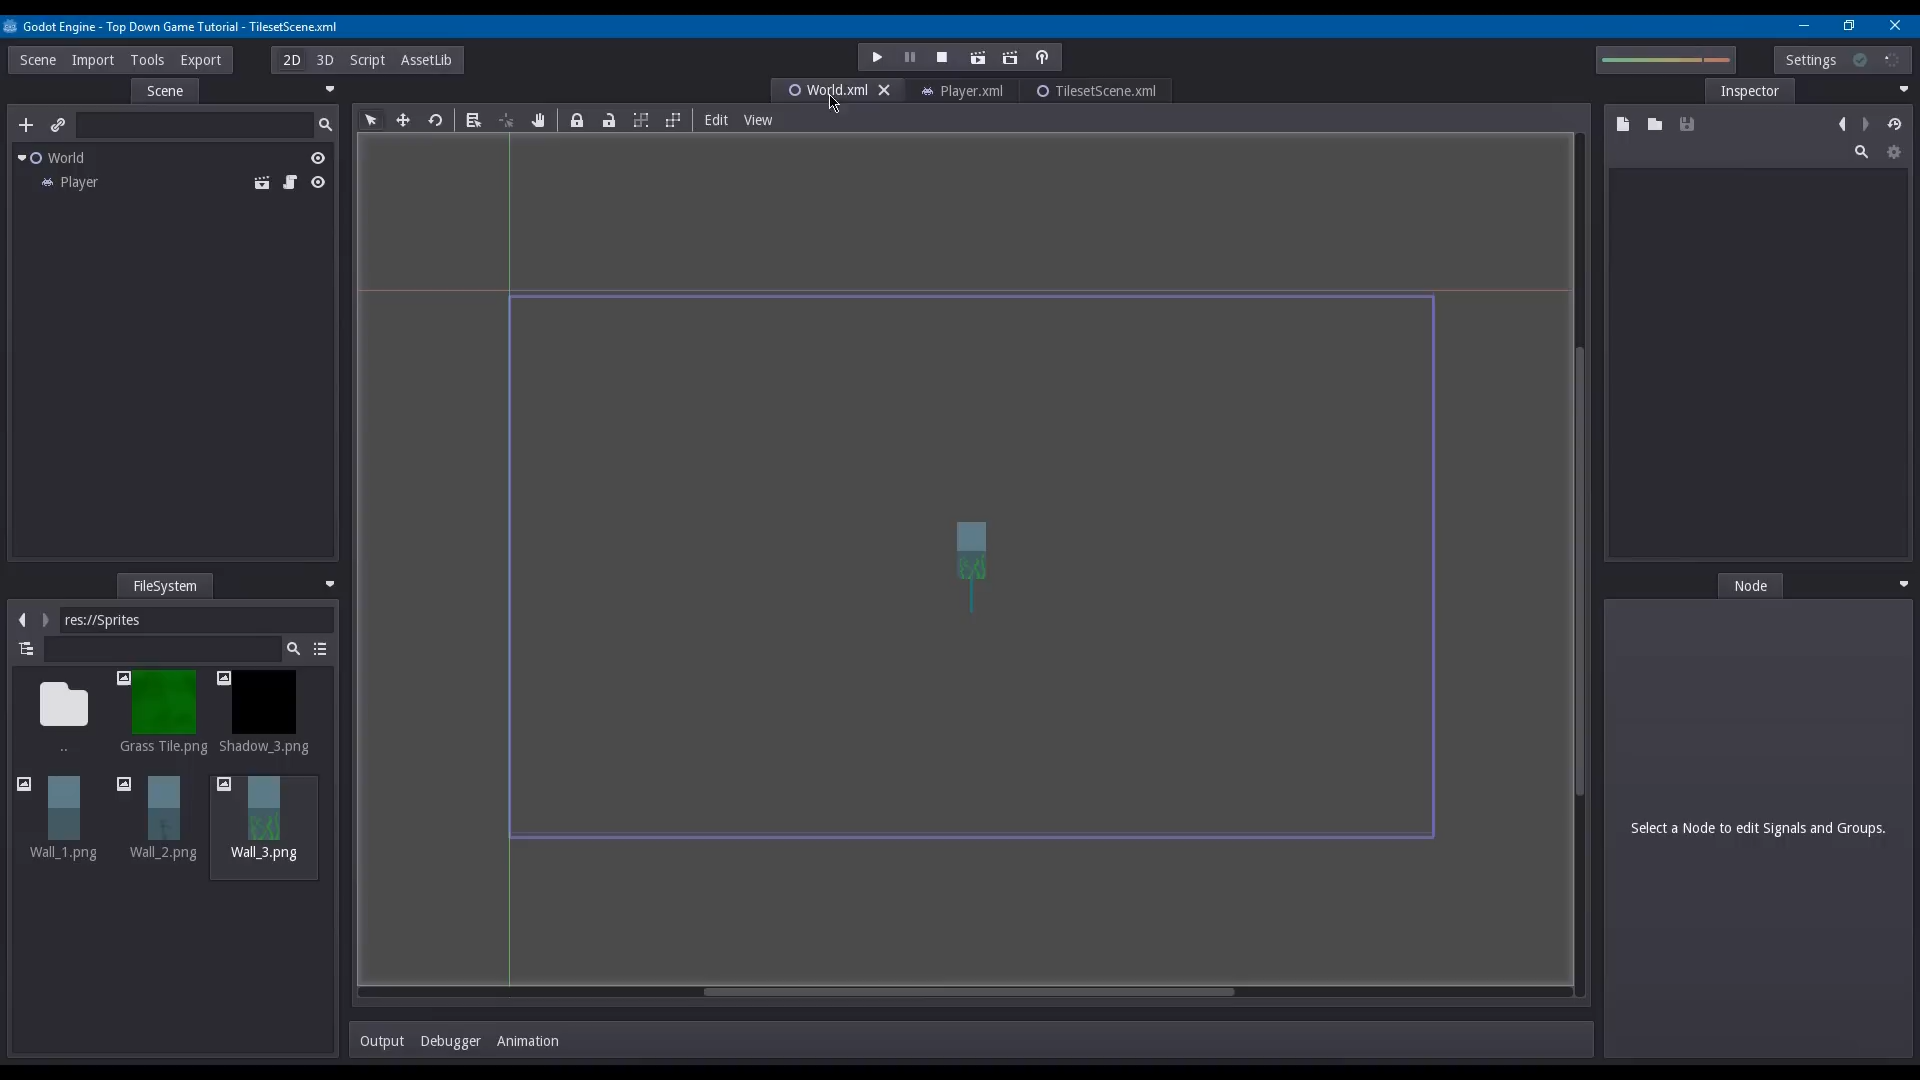 Godot Engine - Top Down Game Tutorial - TilesetScene.xml
Scene Import Tools Export 2D 3D Script AssetLib Settings
Scene World.xml Player.xml TilesetScene.xml Inspector
Edit View
World
Player
FileSystem Node
res://Sprites
.. Grass Tile.png Shadow_3.png
Wall_1.png Wall_2.png Wall_3.png
Select a Node to edit Signals and Groups.
Output Debugger Animation